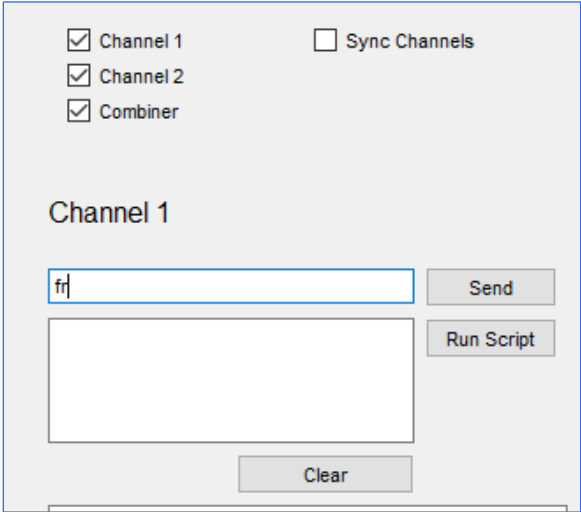 Channel 1 Sync Channels
Channel 2
Combiner
Channel 1
fr Send
Run Script
Clear